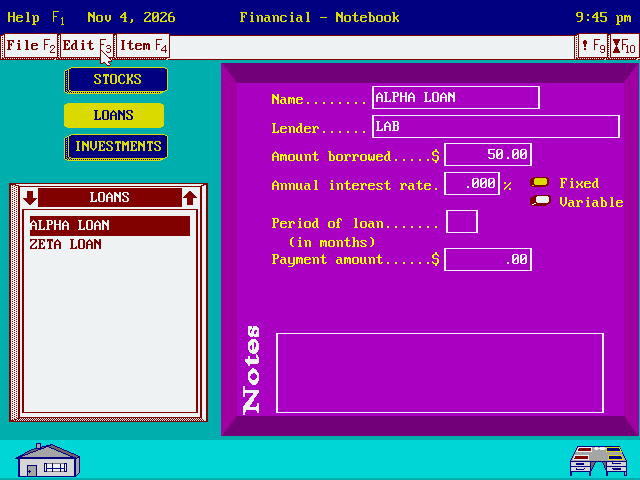 Help F1 Nov 4, 2026 Financial - Notebook 9:45 pm
File F2 Edit F3 Item F4 ! F9 F10
STOCKS
LOANS
INVESTMENTS
LOANS
ALPHA LOAN
ZETA LOAN
Name........ ALPHA LOAN
Lender...... LAB
Amount borrowed.....$ 50.00
Annual interest rate. .000 %
Fixed
Variable
Period of loan.......
(in months)
Payment amount......$ .00
Notes